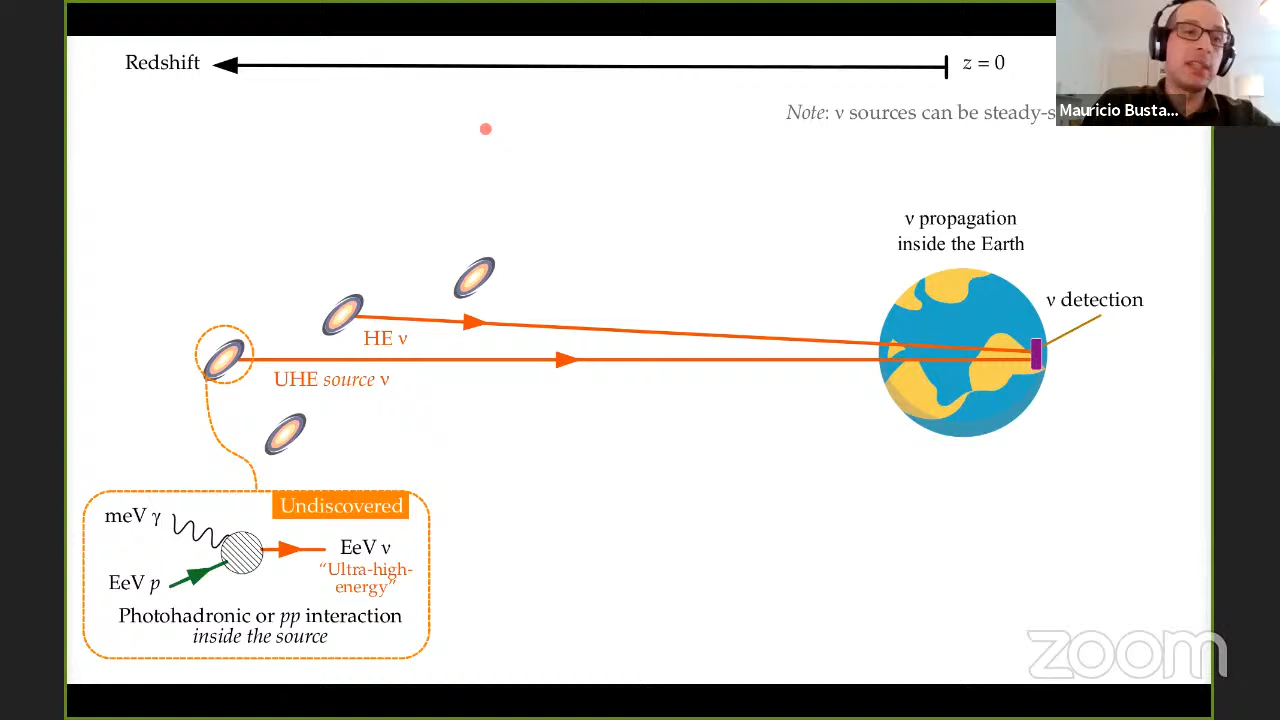 Redshift
z = 0
Note: ν sources can be steady-s
Mauricio Busta...
ν propagation
inside the Earth
ν detection
HE ν
UHE source ν
Undiscovered
meV γ
EeV p
EeV ν
“Ultra-high-
energy”
Photohadronic or pp interaction
inside the source
zoom